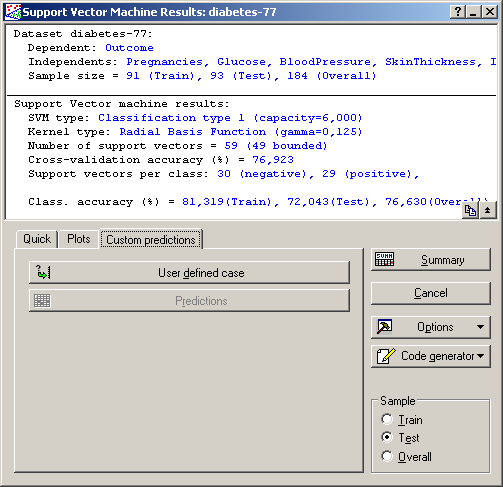 Support Vector Machine Results: diabetes-77
Dataset diabetes-77:
Dependent: Outcome
Independents: Pregnancies, Glucose, BloodPressure, SkinThickness, I
Sample size = 91 (Train), 93 (Test), 184 (Overall)
Support Vector machine results:
SVM type: Classification type 1 (capacity=6,000)
Kernel type: Radial Basis Function (gamma=0,125)
Number of support vectors = 59 (49 bounded)
Cross-validation accuracy (%) = 76,923
Support vectors per class: 30 (negative), 29 (positive),
Class. accuracy (%) = 81,319(Train), 72,043(Test), 76,630(Overall)
Quick Plots Custom predictions
User defined case
Predictions
Summary
Cancel
Options
Code generator
Sample
Train
Test
Overall